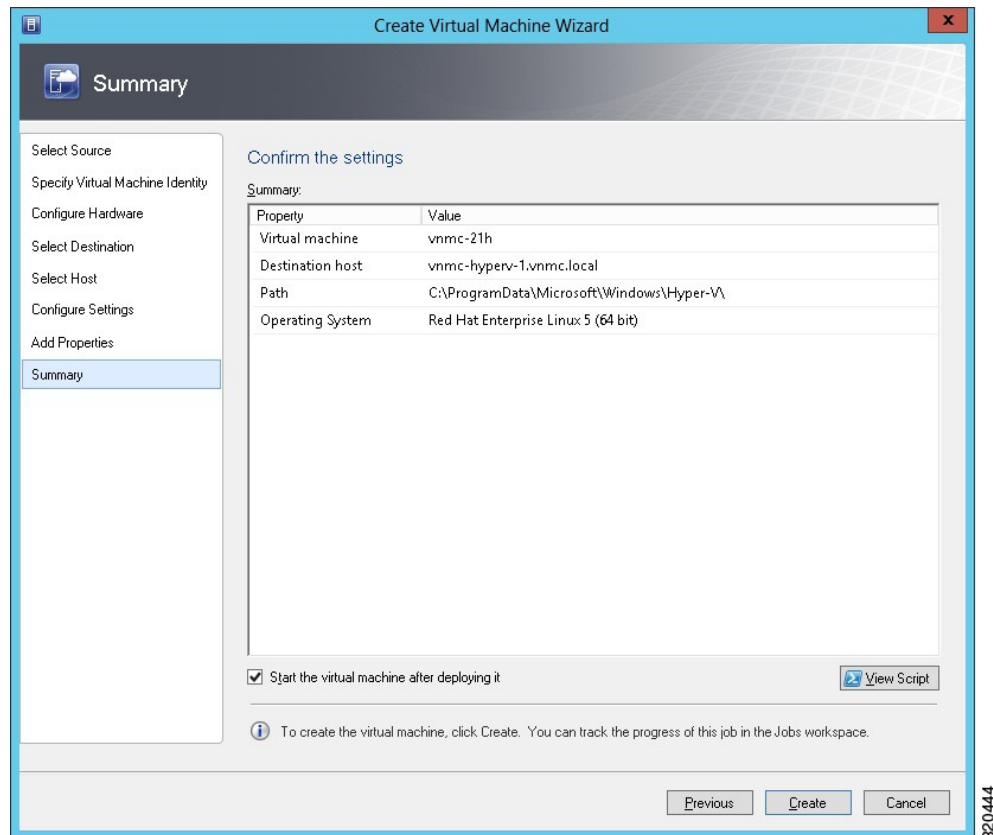 Create Virtual Machine Wizard
x
Summary
Select Source
Specify Virtual Machine Identity
Configure Hardware
Select Destination
Select Host
Configure Settings
Add Properties
Summary
Confirm the settings
Summary:
Property Value
Virtual machine vnmc-21h
Destination host vnmc-hyperv-1.vnmc.local
Path C:\ProgramData\Microsoft\Windows\Hyper-V\
Operating System Red Hat Enterprise Linux 5 (64 bit)
Start the virtual machine after deploying it
View Script
To create the virtual machine, click Create. You can track the progress of this job in the Jobs workspace.
Previous Create Cancel